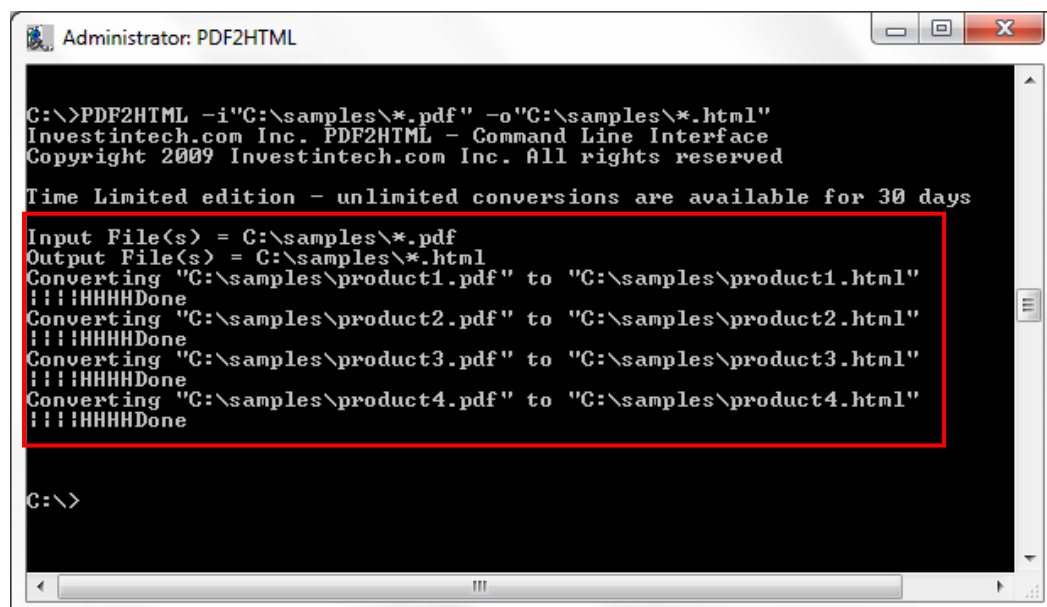 Administrator: PDF2HTML
C:\>PDF2HTML -i"C:\samples\*.pdf" -o"C:\samples\*.html"
Investintech.com Inc. PDF2HTML - Command Line Interface
Copyright 2009 Investintech.com Inc. All rights reserved
Time Limited edition - unlimited conversions are available for 30 days
Input File(s) = C:\samples\*.pdf
Output File(s) = C:\samples\*.html
Converting "C:\samples\product1.pdf" to "C:\samples\product1.html"
¦¦¦¦HHHHDone
Converting "C:\samples\product2.pdf" to "C:\samples\product2.html"
¦¦¦¦HHHHDone
Converting "C:\samples\product3.pdf" to "C:\samples\product3.html"
¦¦¦¦HHHHDone
Converting "C:\samples\product4.pdf" to "C:\samples\product4.html"
¦¦¦¦HHHHDone
C:\>